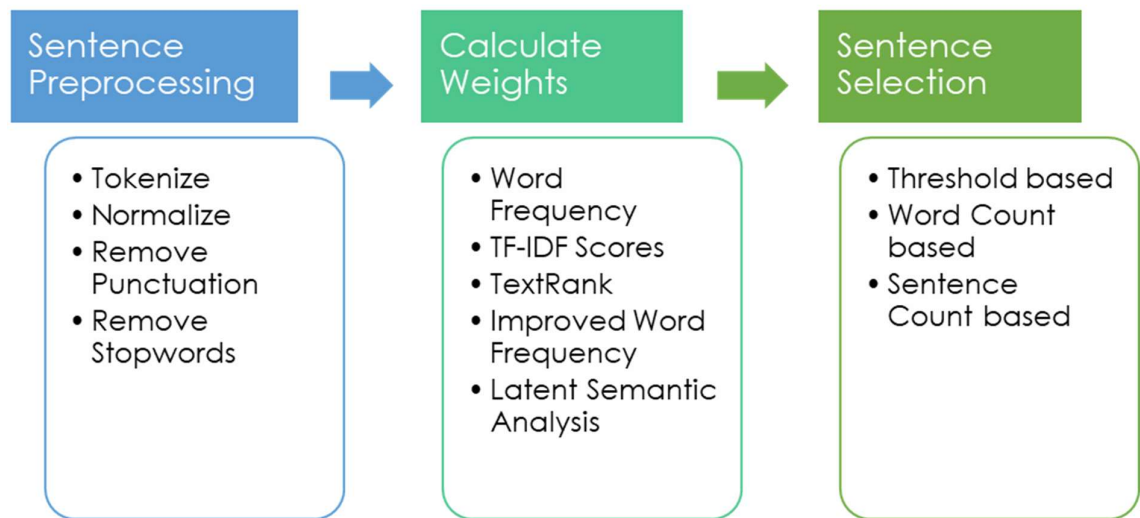 Sentence
Preprocessing
• Tokenize
• Normalize
• Remove
Punctuation
• Remove
Stopwords
Calculate
Weights
• Word
Frequency
• TF-IDF Scores
• TextRank
• Improved Word
Frequency
• Latent Semantic
Analysis
Sentence
Selection
• Threshold based
• Word Count
based
• Sentence
Count based